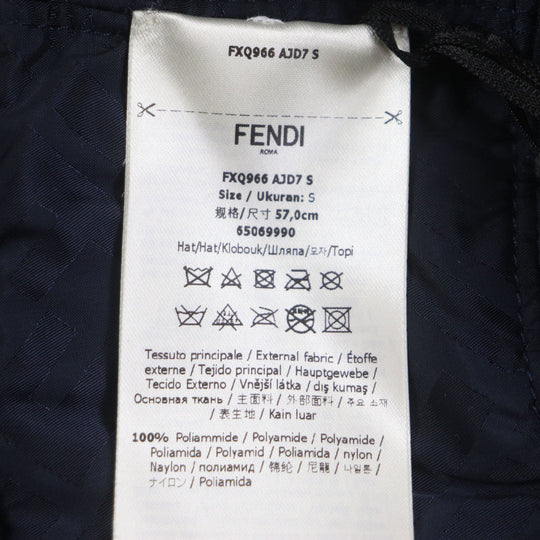 FXQ966 AJD7 S
FENDI
ROMA
FXQ966 AJD7 S
Size / Ukuran: S
规格/尺寸 57,0cm
65069990
Hat/Hat/Klobouk/Шляпа/모자/Topi
Tessuto principale / External fabric / Étoffe
externe / Tejido principal / Hauptgewebe /
Tecido Externo / Vnější látka / dış kumaş /
Основная ткань / 主面料 / 外部面料 / 주요 소재
/ 表生地 / Kain luar
100% Poliammide / Polyamide / Polyamide /
Poliamida / Polyamid / Poliamida / nylon /
Naylon / полиамид / 锦纶 / 尼龍 / 나일론 /
ナイロン / Poliamida